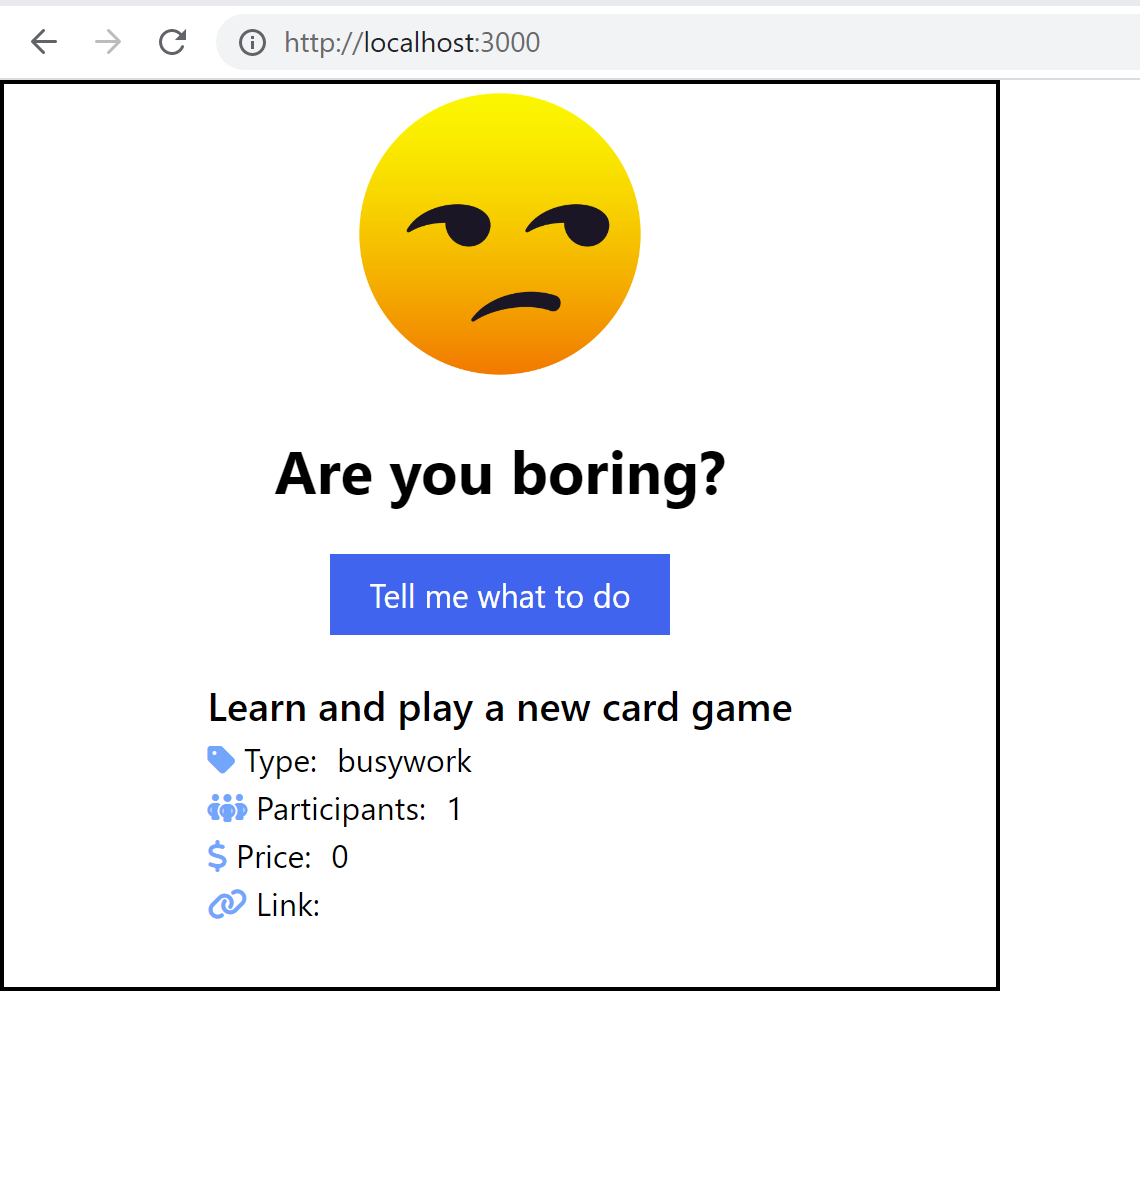 http://localhost:3000
Are you boring?
Tell me what to do
Learn and play a new card game
Type: busywork
Participants: 1
Price: 0
Link: